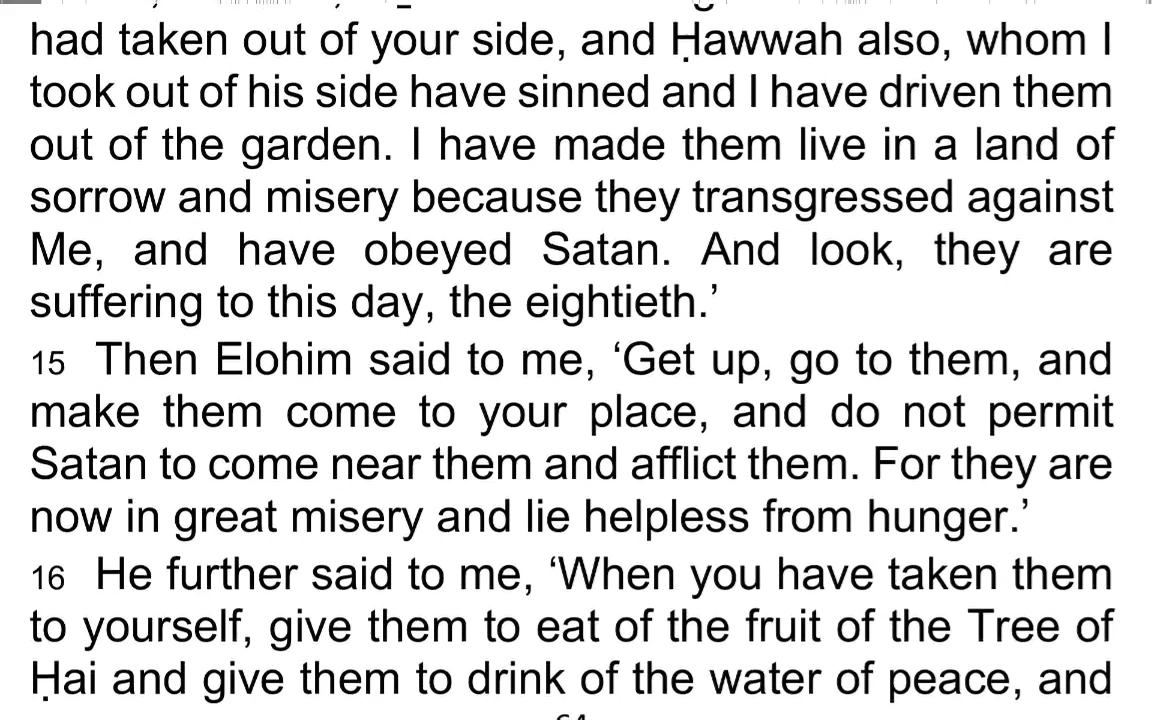 had taken out of your side, and Ḥawwah also, whom I
took out of his side have sinned and I have driven them
out of the garden. I have made them live in a land of
sorrow and misery because they transgressed against
Me, and have obeyed Satan. And look, they are
suffering to this day, the eightieth.’
15 Then Elohim said to me, ‘Get up, go to them, and
make them come to your place, and do not permit
Satan to come near them and afflict them. For they are
now in great misery and lie helpless from hunger.’
16 He further said to me, ‘When you have taken them
to yourself, give them to eat of the fruit of the Tree of
Ḥai and give them to drink of the water of peace, and